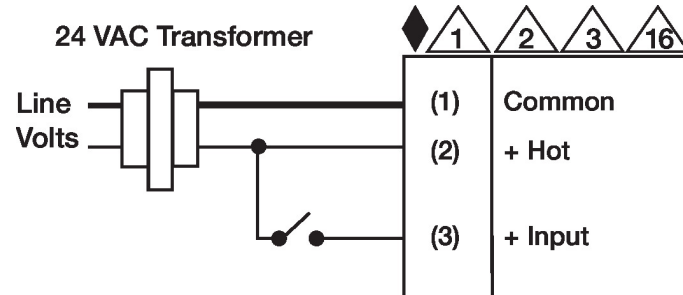 24 VAC Transformer
1 2 3 16
Line
Volts
(1) Common
(2) + Hot
(3) + Input